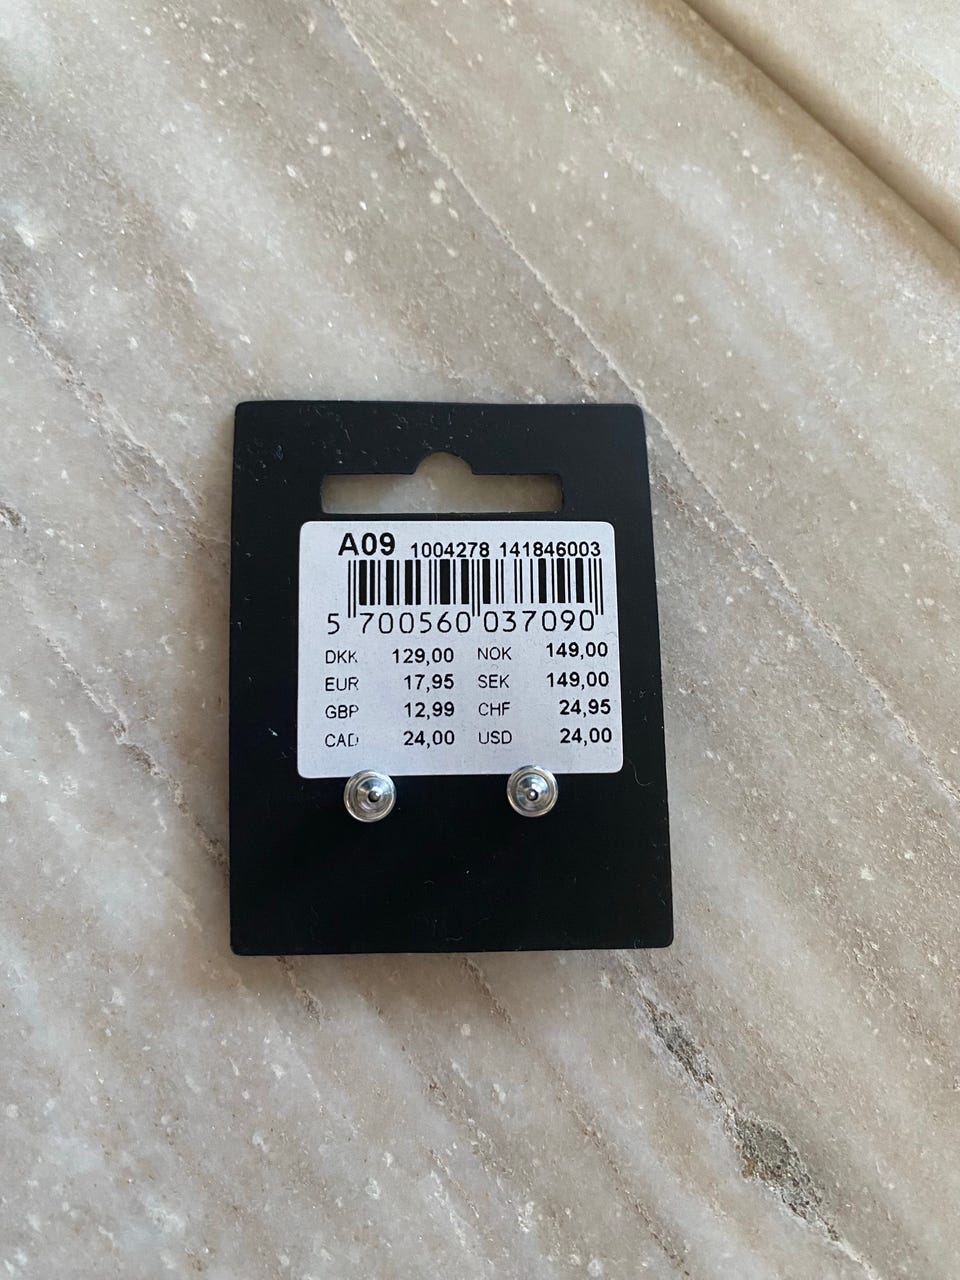 A09 1004278 141846003
5 700560 037090
DKK 129,00 NOK 149,00
EUR 17,95 SEK 149,00
GBP 12,99 CHF 24,95
CAD 24,00 USD 24,00